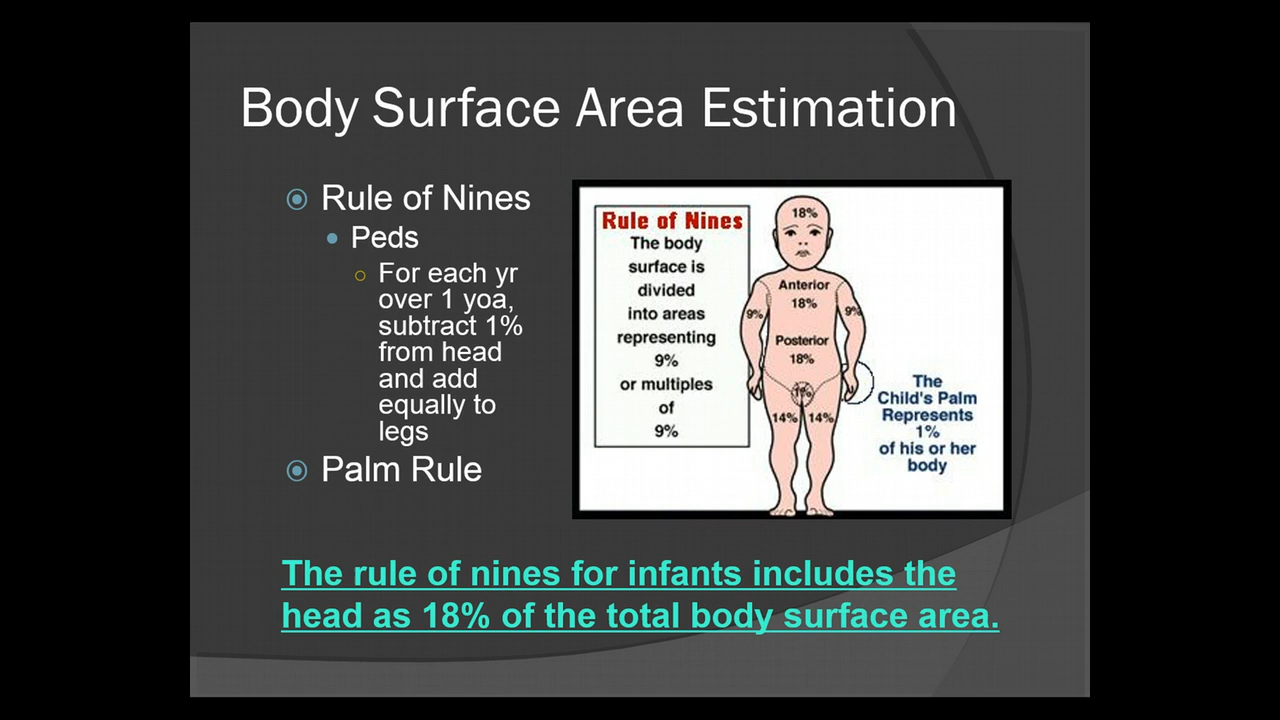 Body Surface Area Estimation
Rule of Nines
Peds
For each yr
over 1 yoa,
subtract 1%
from head
and add
equally to
legs
Palm Rule
Rule of Nines
The body
surface is
divided
into areas
representing
9%
or multiples
of
9%
18%
Anterior
18%
9%
9%
Posterior
18%
1%
14%
14%
The
Child's Palm
Represents
1%
of his or her
body
The rule of nines for infants includes the
head as 18% of the total body surface area.